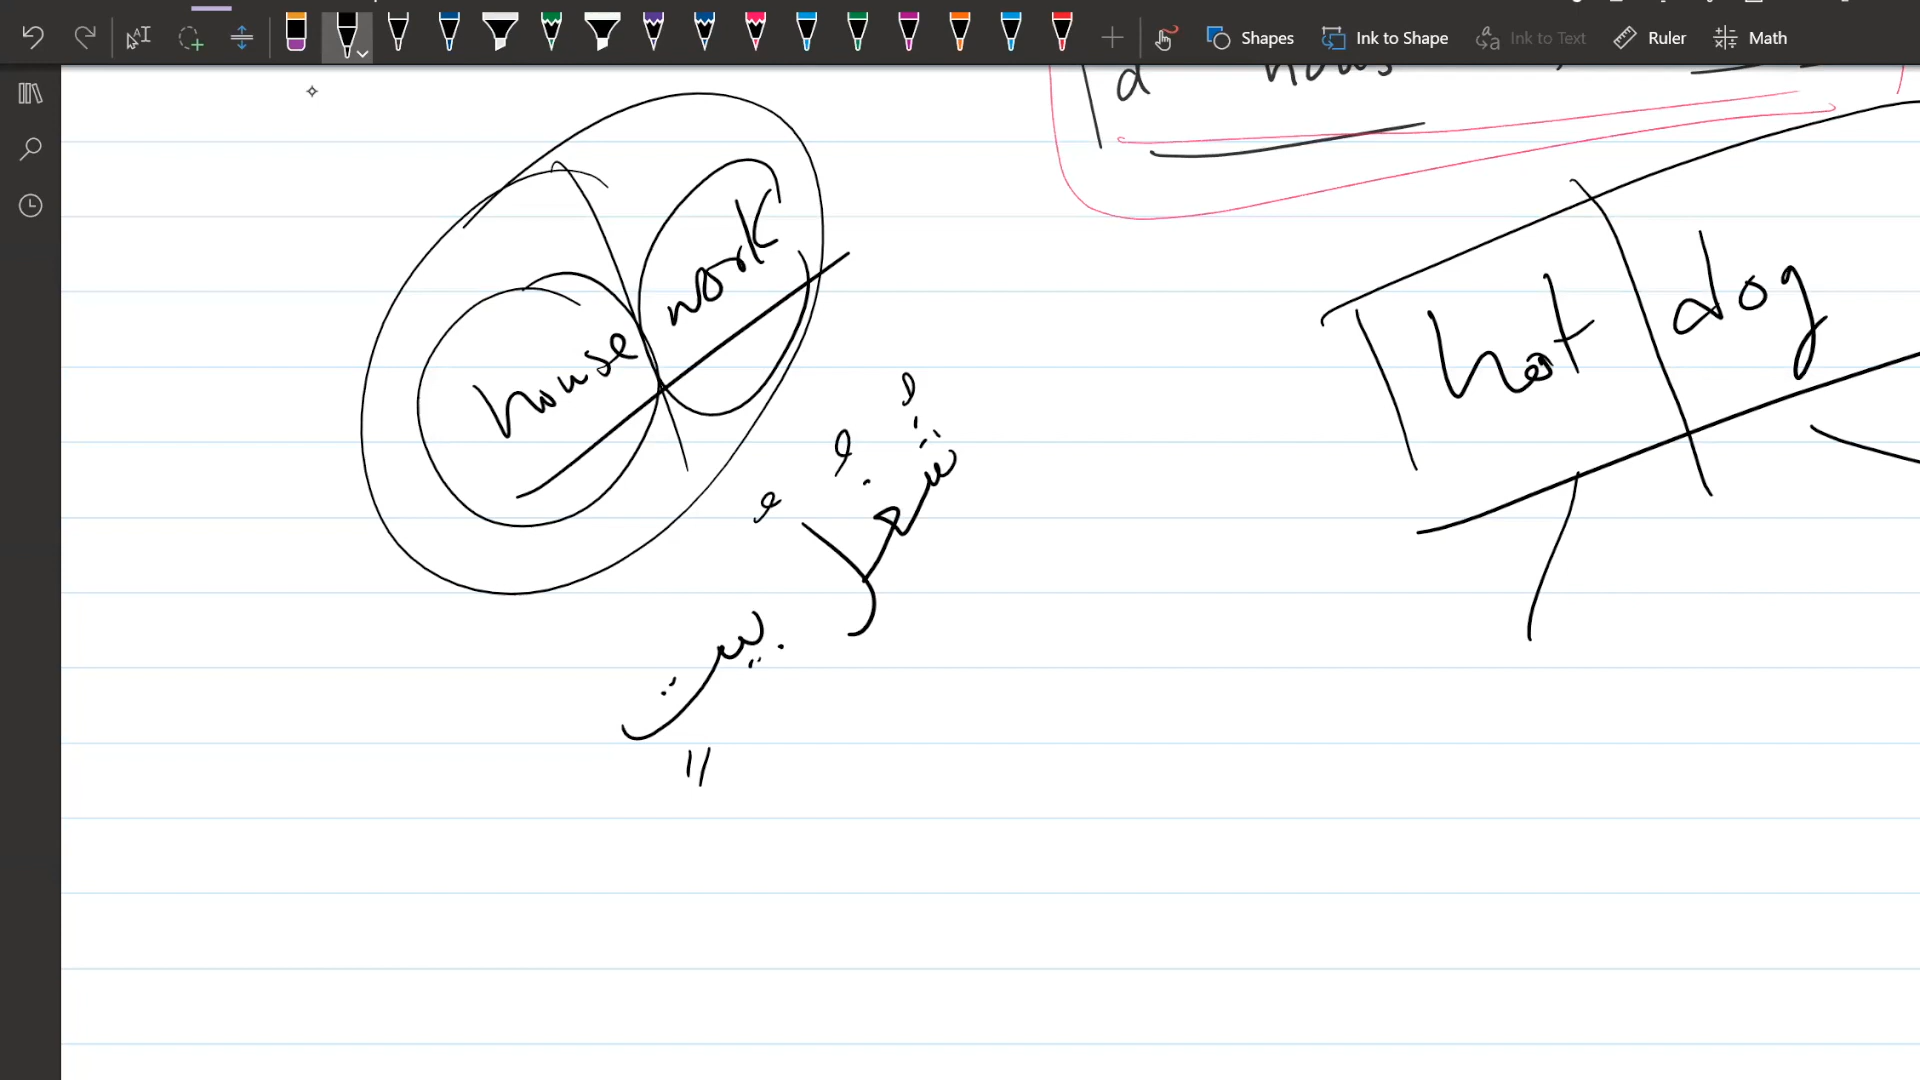 Shapes Ink to Shape Ink to Text Ruler Math
a
house work
hot dog
شغل
بيت